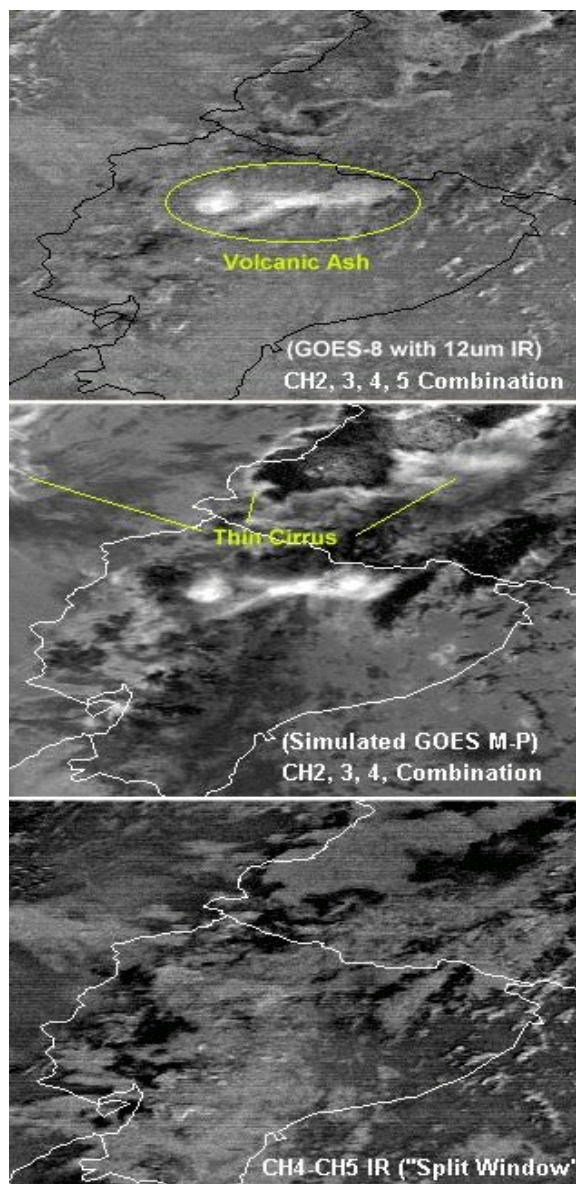 Volcanic Ash
(GOES-8 with 12um IR)
CH2, 3, 4, 5 Combination
Thin Cirrus
(Simulated GOES M-P)
CH2, 3, 4, Combination
CH4-CH5 IR ("Split Window"